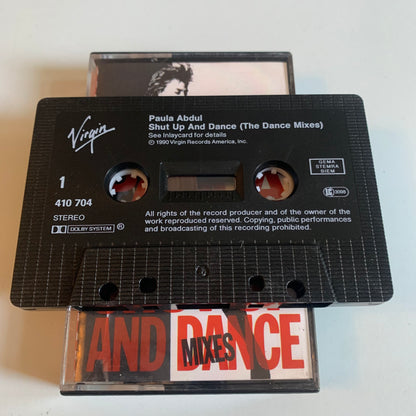 Virgin
Paula Abdul
Shut Up And Dance (The Dance Mixes)
See Inlaycard for details
℗ © 1990 Virgin Records America, Inc.
1
410 704
STEREO
DOLBY SYSTEM ®
GEMA
STEMRA
BIEM
All rights of the record producer and of the owner of the
work reproduced reserved. Copying, public performances
and broadcasting of this recording prohibited.
AND DANCE
MIXES